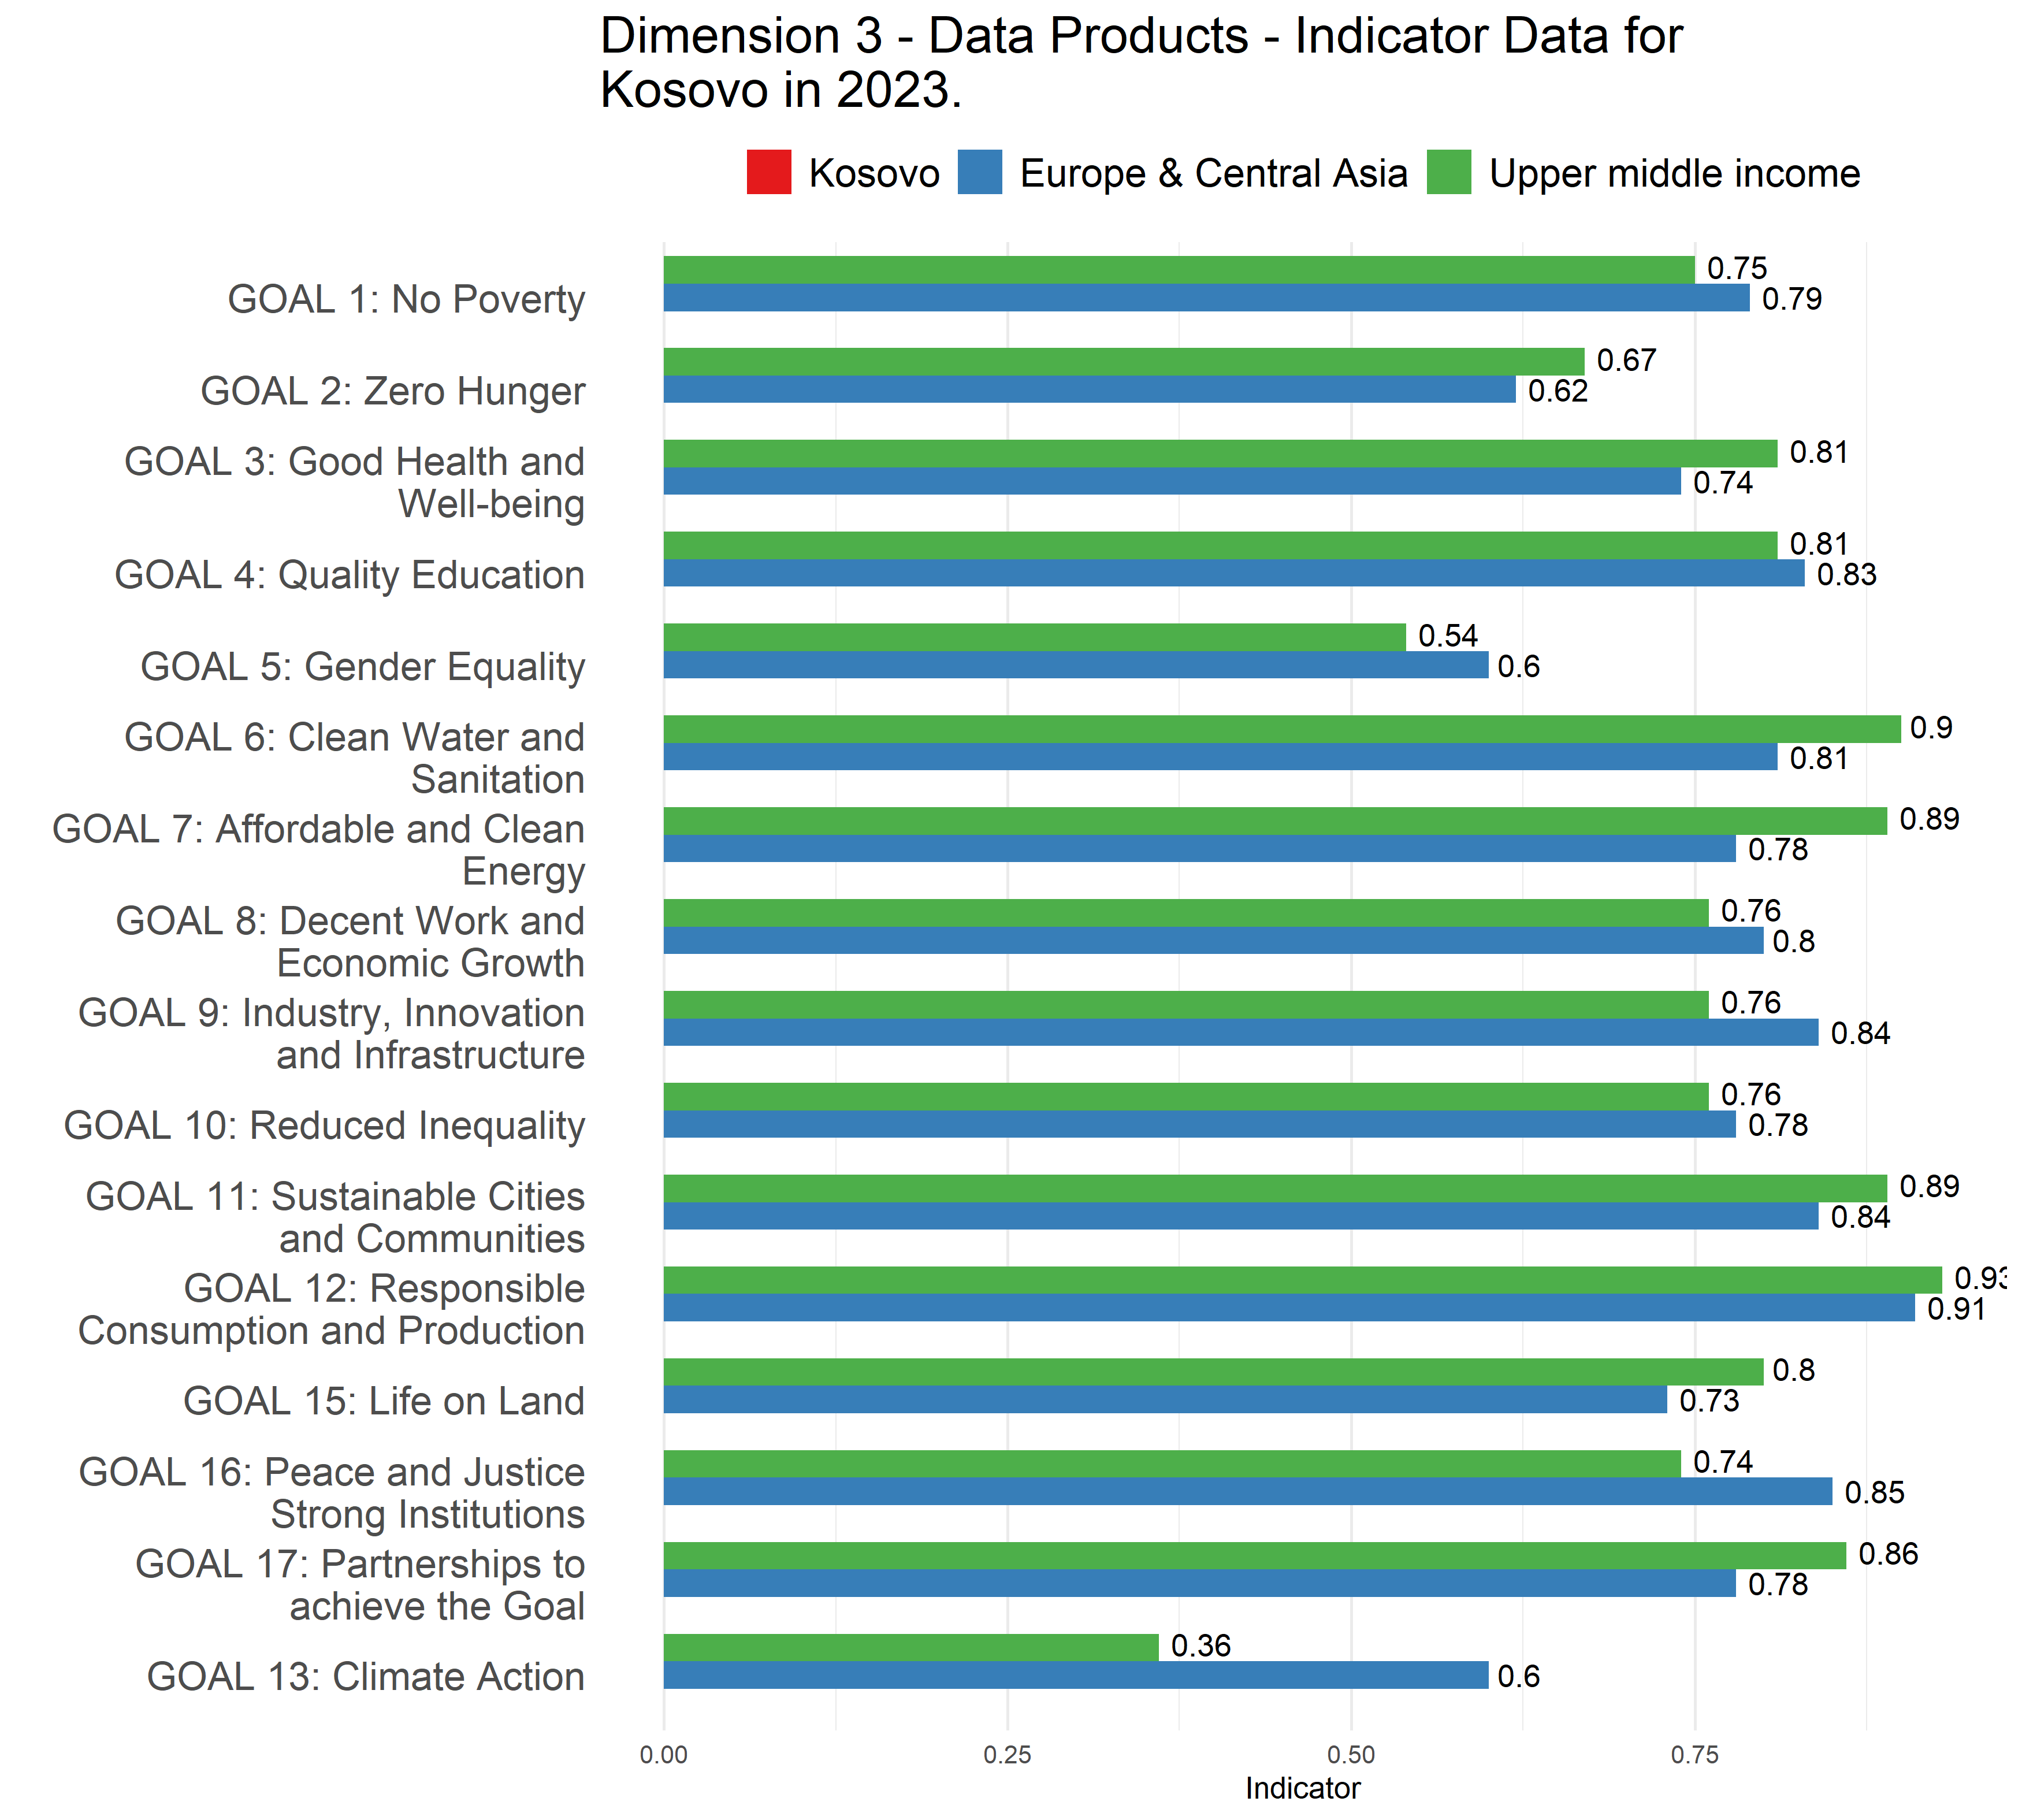 Dimension 3 - Data Products - Indicator Data for
Kosovo in 2023.
Kosovo Europe & Central Asia Upper middle income
GOAL 1: No Poverty
0.75
0.79
GOAL 2: Zero Hunger
0.67
0.62
GOAL 3: Good Health and
Well-being
0.81
0.74
GOAL 4: Quality Education
0.81
0.83
GOAL 5: Gender Equality
0.54
0.6
GOAL 6: Clean Water and
Sanitation
0.9
0.81
GOAL 7: Affordable and Clean
Energy
0.89
0.78
GOAL 8: Decent Work and
Economic Growth
0.76
0.8
GOAL 9: Industry, Innovation
and Infrastructure
0.76
0.84
GOAL 10: Reduced Inequality
0.76
0.78
GOAL 11: Sustainable Cities
and Communities
0.89
0.84
GOAL 12: Responsible
Consumption and Production
0.93
0.91
GOAL 15: Life on Land
0.8
0.73
GOAL 16: Peace and Justice
Strong Institutions
0.74
0.85
GOAL 17: Partnerships to
achieve the Goal
0.86
0.78
GOAL 13: Climate Action
0.36
0.6
0.00 0.25 0.50 0.75
Indicator